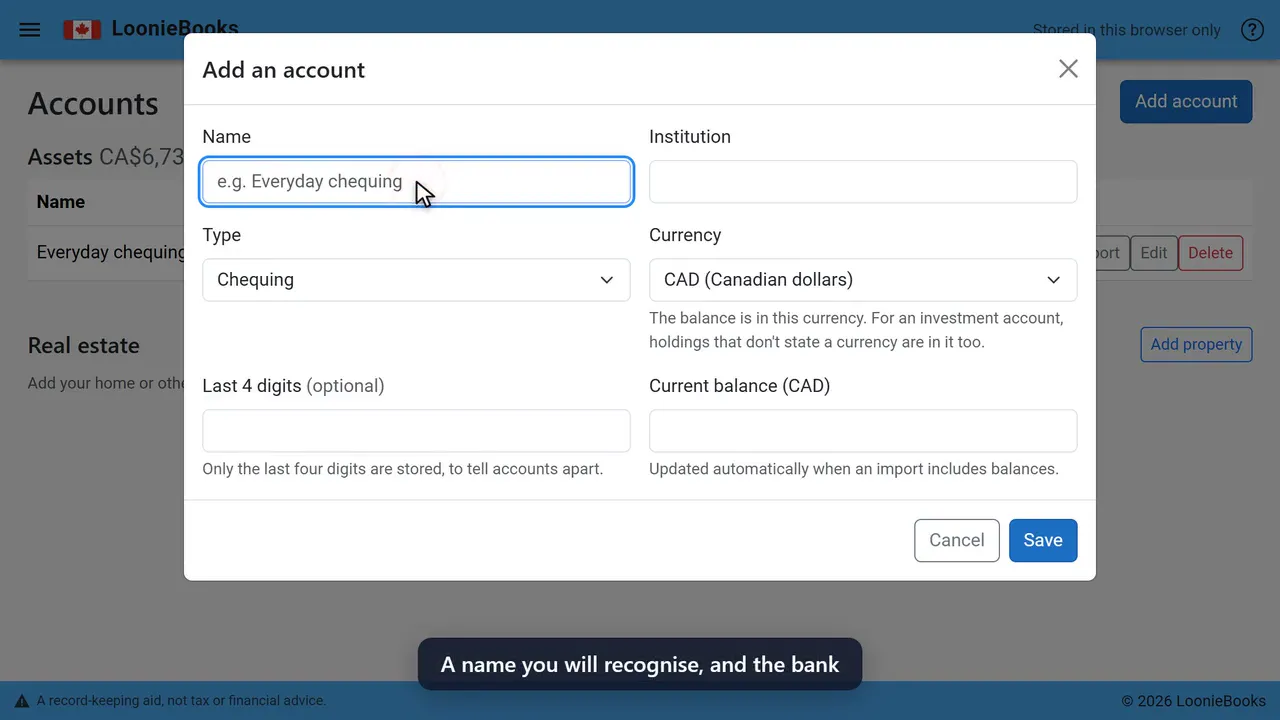 LoonieBooks
Stored in this browser only
Add an account
Accounts
Add account
Name
Institution
Assets CA$6,73
e.g. Everyday chequing
Name
Type
Currency
Everyday chequing
Chequing
CAD (Canadian dollars)
port
Edit
Delete
The balance is in this currency. For an investment account,
holdings that don't state a currency are in it too.
Real estate
Add property
Add your home or othe
Last 4 digits (optional)
Current balance (CAD)
Only the last four digits are stored, to tell accounts apart.
Updated automatically when an import includes balances.
Cancel
Save
A name you will recognise, and the bank
A record-keeping aid, not tax or financial advice.
© 2026 LoonieBooks